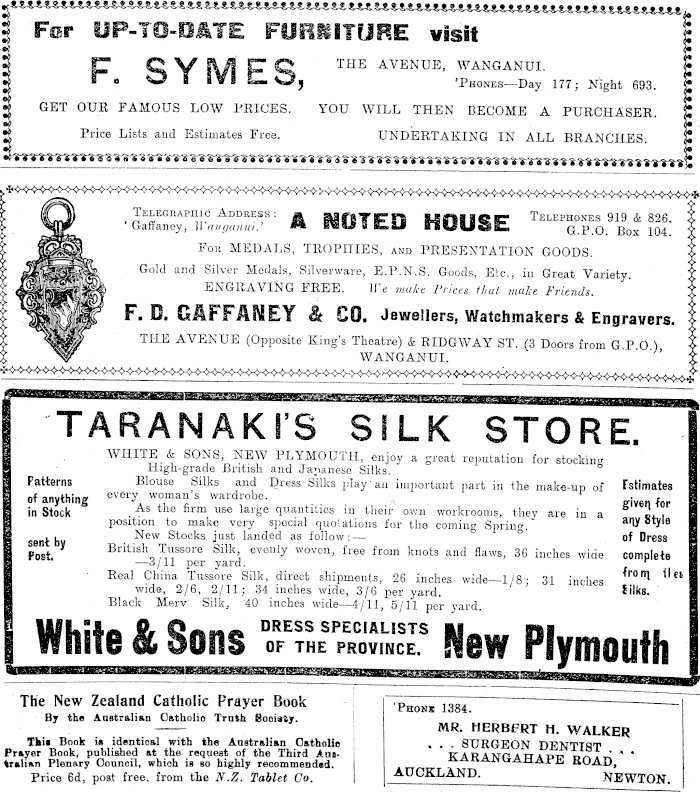 For UP-TO-DATE FURNITURE visit
F. SYMES,
THE AVENUE, WANGANUI.
'PHONES—Day 177; Night 693.
GET OUR FAMOUS LOW PRICES. YOU WILL THEN BECOME A PURCHASER.
Price Lists and Estimates Free. UNDERTAKING IN ALL BRANCHES.
TELEGRAPHIC ADDRESS:
'Gaffaney, Wanganui.'
A NOTED HOUSE
TELEPHONES 919 & 826.
G.P.O. Box 104.
FOR MEDALS, TROPHIES, AND PRESENTATION GOODS.
Gold and Silver Medals, Silverware, E.P.N.S. Goods, Etc., in Great Variety.
ENGRAVING FREE. We make Prices that make Friends.
F. D. GAFFANEY & CO. Jewellers, Watchmakers & Engravers.
THE AVENUE (Opposite King's Theatre) & RIDGWAY ST. (3 Doors from G.P.O.),
WANGANUI.
TARANAKI'S SILK STORE.
Patterns
of anything
in Stock
sent by
Post.
WHITE & SONS, NEW PLYMOUTH, enjoy a great reputation for stocking
High-grade British and Japanese Silks.
Blouse Silks and Dress Silks play an important part in the make-up of
every woman's wardrobe.
As the firm use large quantities in their own workrooms, they are in a
position to make very special quotations for the coming Spring.
New Stocks just landed as follow:—
British Tussore Silk, evenly woven, free from knots and flaws, 36 inches wide
—3/11 per yard.
Real China Tussore Silk, direct shipments, 26 inches wide—1/8; 31 inches
wide, 2/6, 2/11; 34 inches wide, 3/6 per yard.
Black Merv Silk, 40 inches wide—4/11, 5/11 per yard.
Estimates
given for
any Style
of Dress
complete
from these
Silks.
White & Sons
DRESS SPECIALISTS
OF THE PROVINCE.
New Plymouth
The New Zealand Catholic Prayer Book
By the Australian Catholic Truth Society.
This Book is identical with the Australian Catholic
Prayer Book, published at the request of the Third Aus-
tralian Plenary Council, which is so highly recommended.
Price 6d, post free, from the N.Z. Tablet Co.
'PHONE 1384.
MR. HERBERT H. WALKER
. . . SURGEON DENTIST . . .
KARANGAHAPE ROAD,
AUCKLAND. NEWTON.